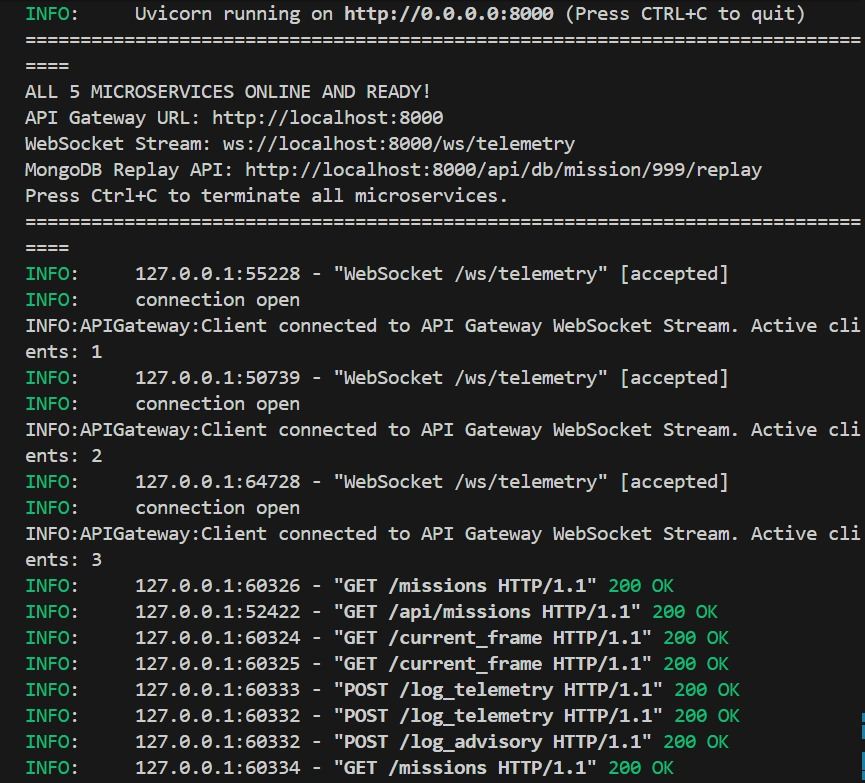 INFO:     Uvicorn running on http://0.0.0.0:8000 (Press CTRL+C to quit)
============================================================================
====
ALL 5 MICROSERVICES ONLINE AND READY!
API Gateway URL: http://localhost:8000
WebSocket Stream: ws://localhost:8000/ws/telemetry
MongoDB Replay API: http://localhost:8000/api/db/mission/999/replay
Press Ctrl+C to terminate all microservices.
============================================================================
====
INFO:     127.0.0.1:55228 - "WebSocket /ws/telemetry" [accepted]
INFO:     connection open
INFO:APIGateway:Client connected to API Gateway WebSocket Stream. Active cli
ents: 1
INFO:     127.0.0.1:50739 - "WebSocket /ws/telemetry" [accepted]
INFO:     connection open
INFO:APIGateway:Client connected to API Gateway WebSocket Stream. Active cli
ents: 2
INFO:     127.0.0.1:64728 - "WebSocket /ws/telemetry" [accepted]
INFO:     connection open
INFO:APIGateway:Client connected to API Gateway WebSocket Stream. Active cli
ents: 3
INFO:     127.0.0.1:60326 - "GET /missions HTTP/1.1" 200 OK
INFO:     127.0.0.1:52422 - "GET /api/missions HTTP/1.1" 200 OK
INFO:     127.0.0.1:60324 - "GET /current_frame HTTP/1.1" 200 OK
INFO:     127.0.0.1:60325 - "GET /current_frame HTTP/1.1" 200 OK
INFO:     127.0.0.1:60333 - "POST /log_telemetry HTTP/1.1" 200 OK
INFO:     127.0.0.1:60332 - "POST /log_telemetry HTTP/1.1" 200 OK
INFO:     127.0.0.1:60332 - "POST /log_advisory HTTP/1.1" 200 OK
INFO:     127.0.0.1:60334 - "GET /missions HTTP/1.1" 200 OK